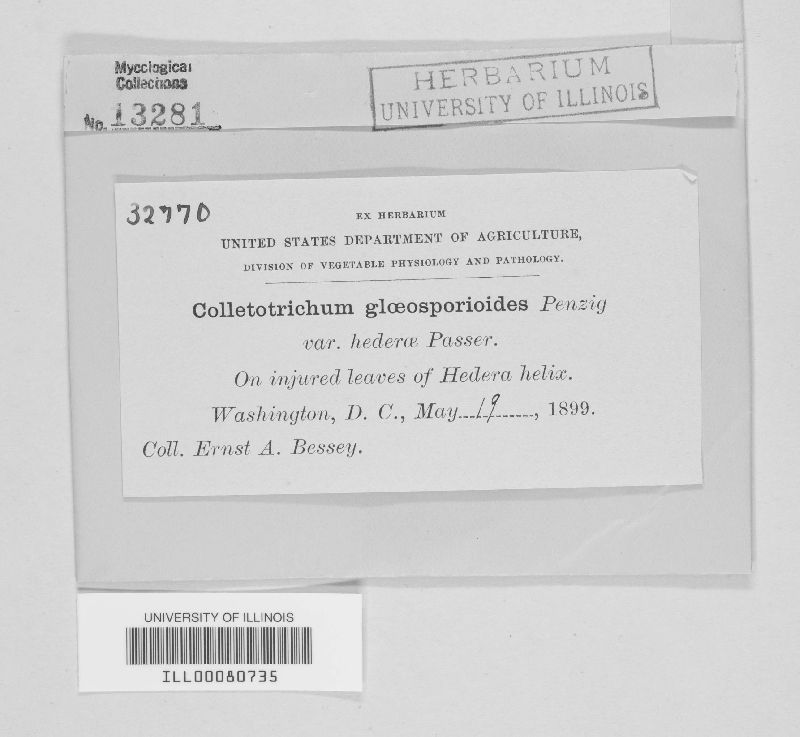 Mycological
Collections
No. 13281
HERBARIUM
UNIVERSITY OF ILLINOIS
32770
EX HERBARIUM
UNITED STATES DEPARTMENT OF AGRICULTURE,
DIVISION OF VEGETABLE PHYSIOLOGY AND PATHOLOGY.
Colletotrichum glœosporioides Penzig
var. hederæ Passer.
On injured leaves of Hedera helix.
Washington, D. C., May 19, 1899.
Coll. Ernst A. Bessey.
UNIVERSITY OF ILLINOIS
ILL00080735